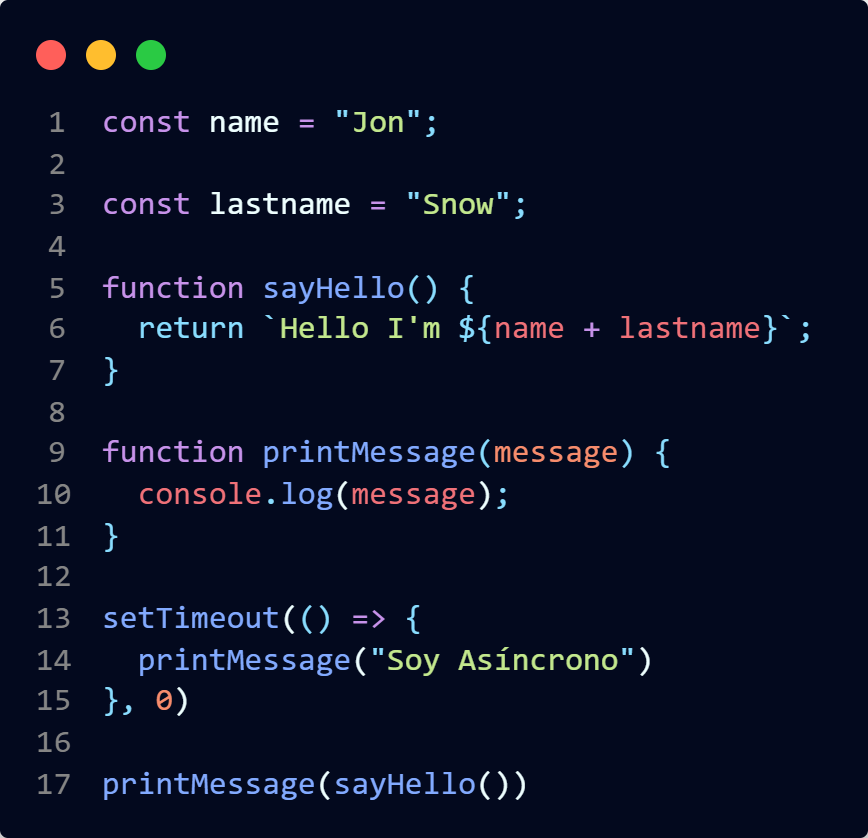 1 const name = "Jon";
2
3 const lastname = "Snow";
4
5 function sayHello() {
6   return `Hello I'm ${name + lastname}`;
7 }
8
9 function printMessage(message) {
10   console.log(message);
11 }
12
13 setTimeout(() => {
14   printMessage("Soy Asíncrono")
15 }, 0)
16
17 printMessage(sayHello())